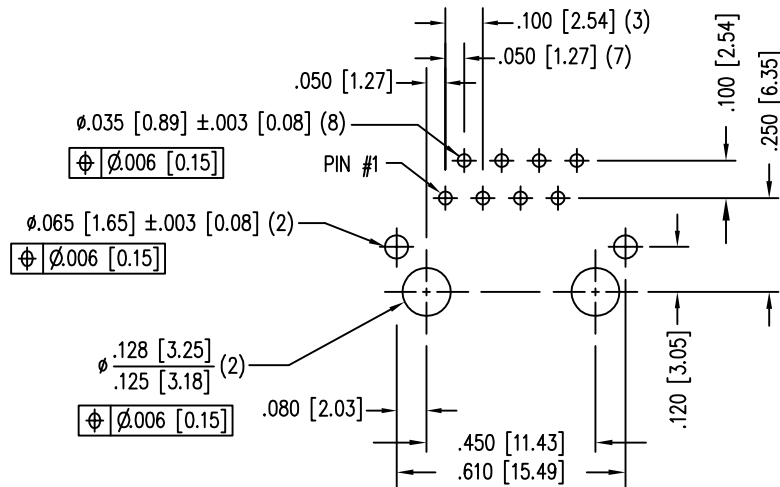 .100 [2.54] (3)
.050 [1.27] (7)
.050 [1.27]
.100 [2.54]
.250 [6.35]
ø.035 [0.89] ±.003 [0.08] (8)
⌖ Ø.006 [0.15]
PIN #1
ø.065 [1.65] ±.003 [0.08] (2)
⌖ Ø.006 [0.15]
ø .128 [3.25]
.125 [3.18] (2)
⌖ Ø.006 [0.15]
.080 [2.03]
.120 [3.05]
.450 [11.43]
.610 [15.49]